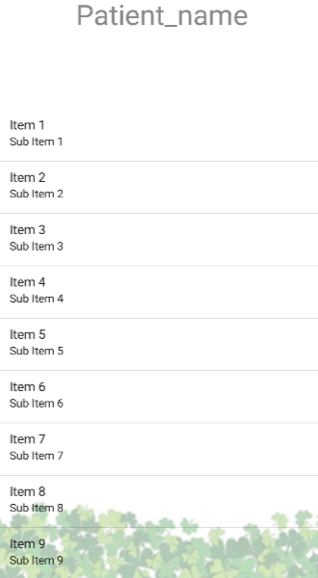 Patient_name
Item 1
Sub Item 1
Item 2
Sub Item 2
Item 3
Sub Item 3
Item 4
Sub Item 4
Item 5
Sub Item 5
Item 6
Sub Item 6
Item 7
Sub Item 7
Item 8
Sub Item 8
Item 9
Sub Item 9